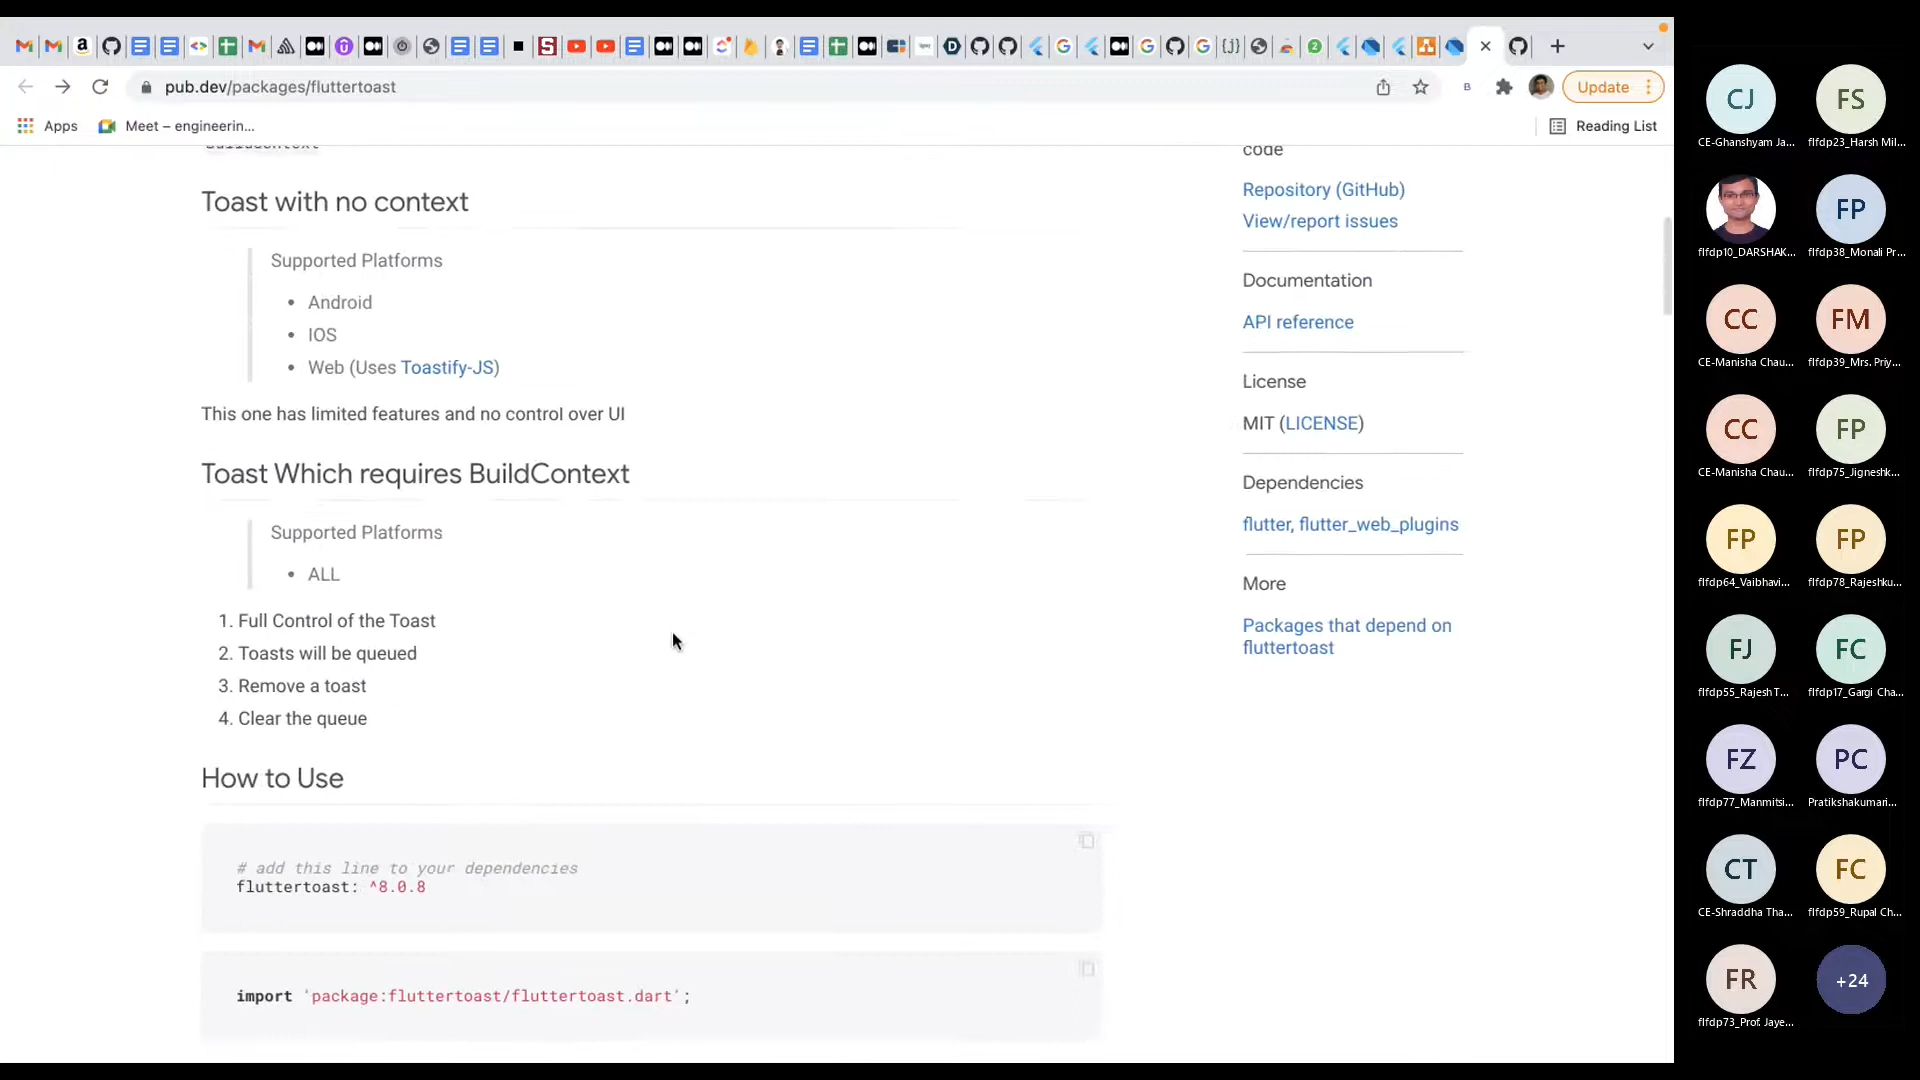 pub.dev/packages/fluttertoast
Update
Apps
Meet – engineerin...
Reading List
BuildContext
Toast with no context
Supported Platforms
• Android
• IOS
• Web (Uses Toastify-JS)
This one has limited features and no control over UI
Toast Which requires BuildContext
Supported Platforms
• ALL
1. Full Control of the Toast
2. Toasts will be queued
3. Remove a toast
4. Clear the queue
How to Use
# add this line to your dependencies
fluttertoast: ^8.0.8
import 'package:fluttertoast/fluttertoast.dart';
code
Repository (GitHub)
View/report issues
Documentation
API reference
License
MIT (LICENSE)
Dependencies
flutter, flutter_web_plugins
More
Packages that depend on
fluttertoast
CJ
CE-Ghanshyam Ja...
FS
flfdp23_Harsh Mil...
flfdp10_DARSHAK...
FP
flfdp38_Monali Pr...
CC
CE-Manisha Chau...
FM
flfdp39_Mrs. Priy...
CC
CE-Manisha Chau...
FP
flfdp75_Jigneshk...
FP
flfdp64_Vaibhavi...
FP
flfdp78_Rajeshku...
FJ
flfdp55_Rajesh T...
FC
flfdp17_Gargi Cha...
FZ
flfdp77_Manmitsi...
PC
Pratikshakumari...
CT
CE-Shraddha Tha...
FC
flfdp59_Rupal Ch...
FR
flfdp73_Prof. Jaye...
+24